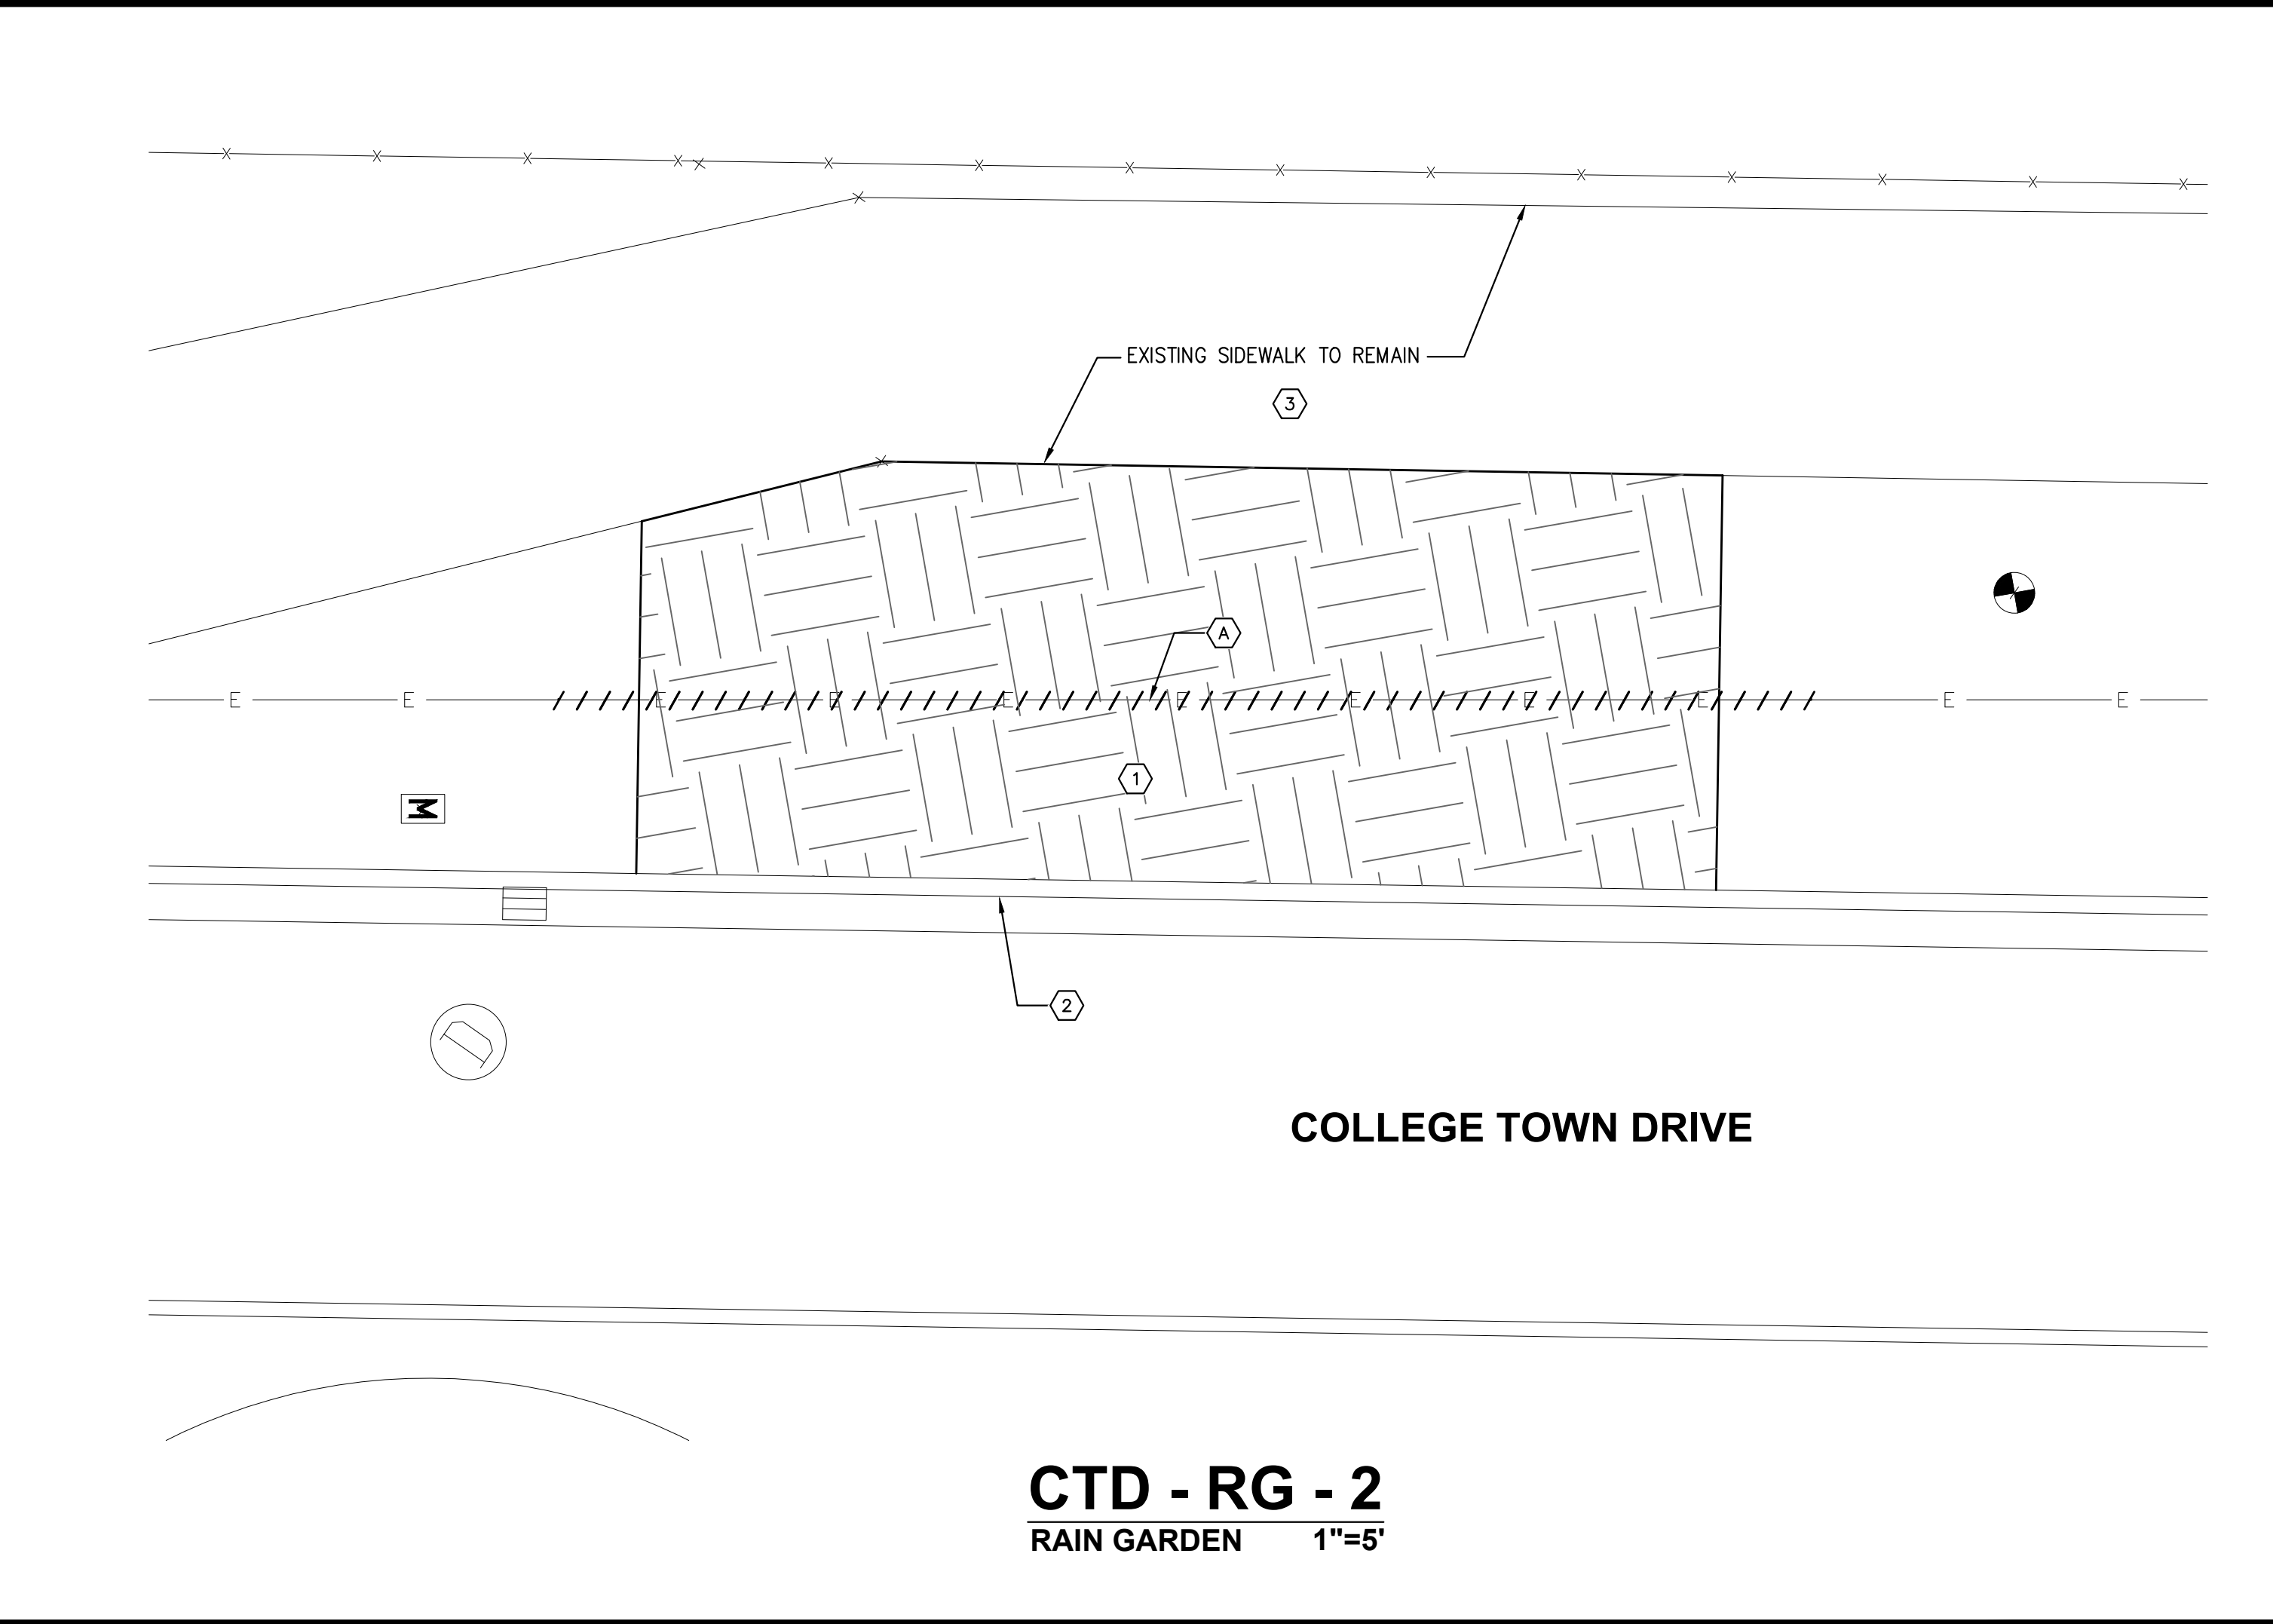 EXISTING SIDEWALK TO REMAIN
3
A
E E E E E E E E E E E
1
M
2
COLLEGE TOWN DRIVE
CTD - RG - 2
RAIN GARDEN 1"=5'